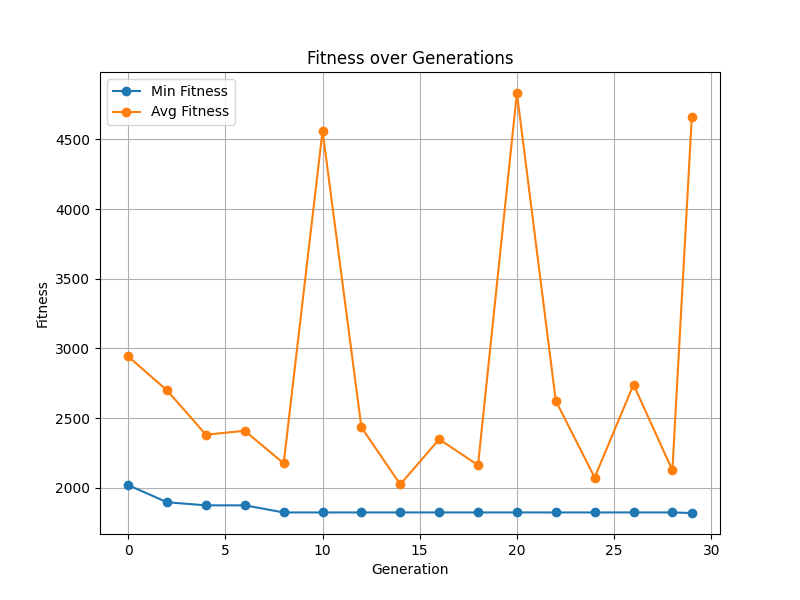 Fitness over Generations
Min Fitness
Avg Fitness
4500
4000
3500
3000
2500
2000
Fitness
0 5 10 15 20 25 30
Generation